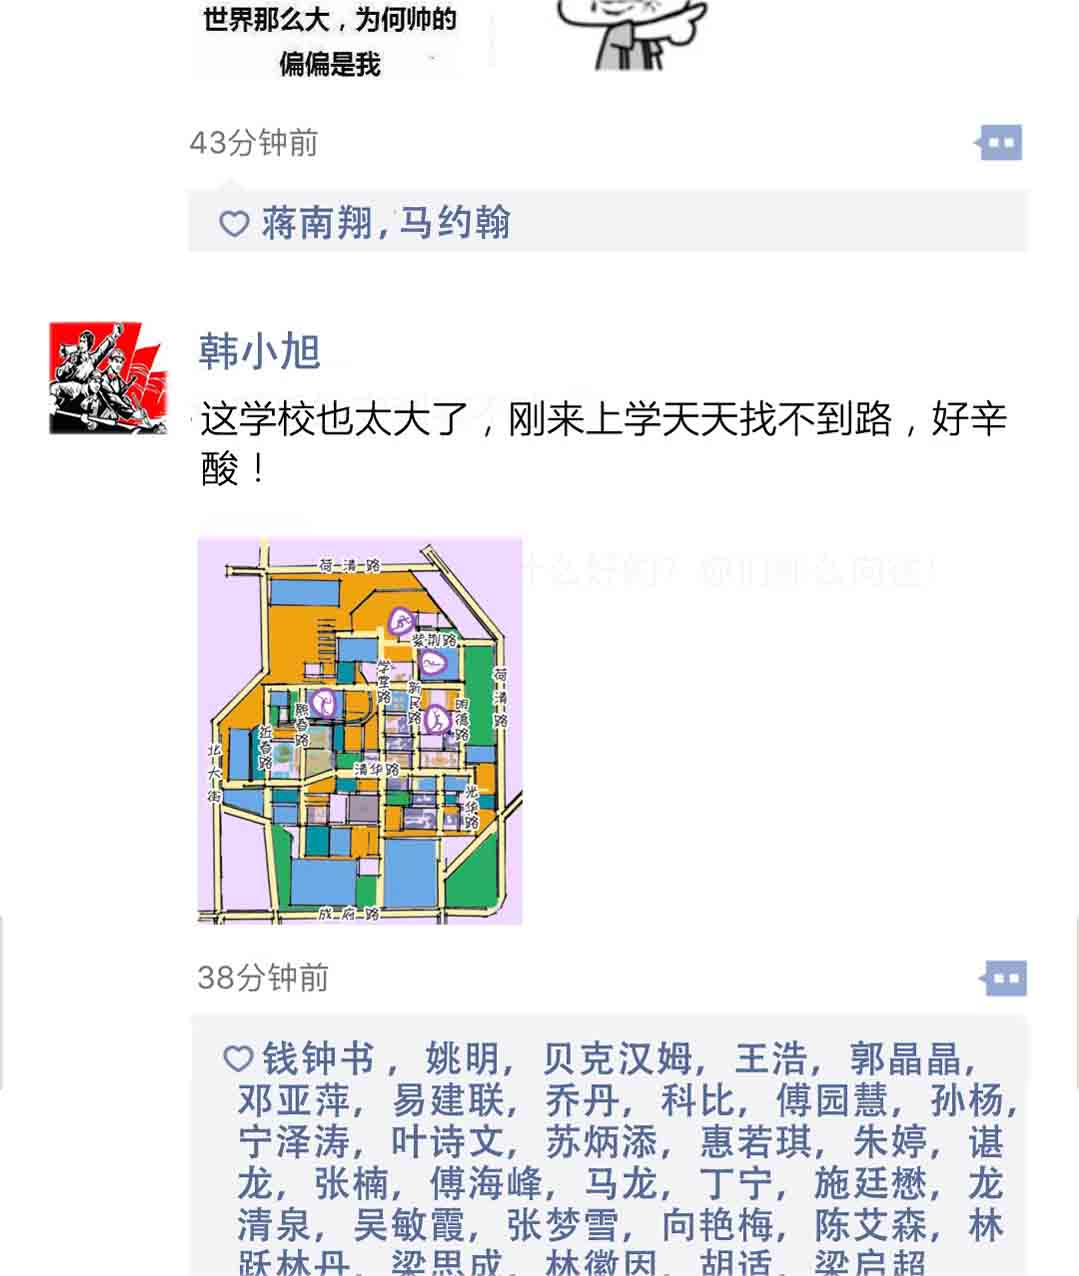 世界那么大，为何帅的
偏偏是我
43分钟前
蒋南翔，马约翰
韩小旭
这学校也太大了，刚来上学天天找不到路，好辛
酸！
荷清路
紫荆路
学堂路
新民路
荷清路
明德路
熙春路
近春路
北大街
清华路
光华路
成府路
38分钟前
钱钟书，姚明，贝克汉姆，王浩，郭晶晶，
邓亚萍，易建联，乔丹，科比，傅园慧，孙杨，
宁泽涛，叶诗文，苏炳添，惠若琪，朱婷，谌
龙，张楠，傅海峰，马龙，丁宁，施廷懋，龙
清泉，吴敏霞，张梦雪，向艳梅，陈艾森，林
跃林丹，梁思成，林徽因，胡适，梁启超